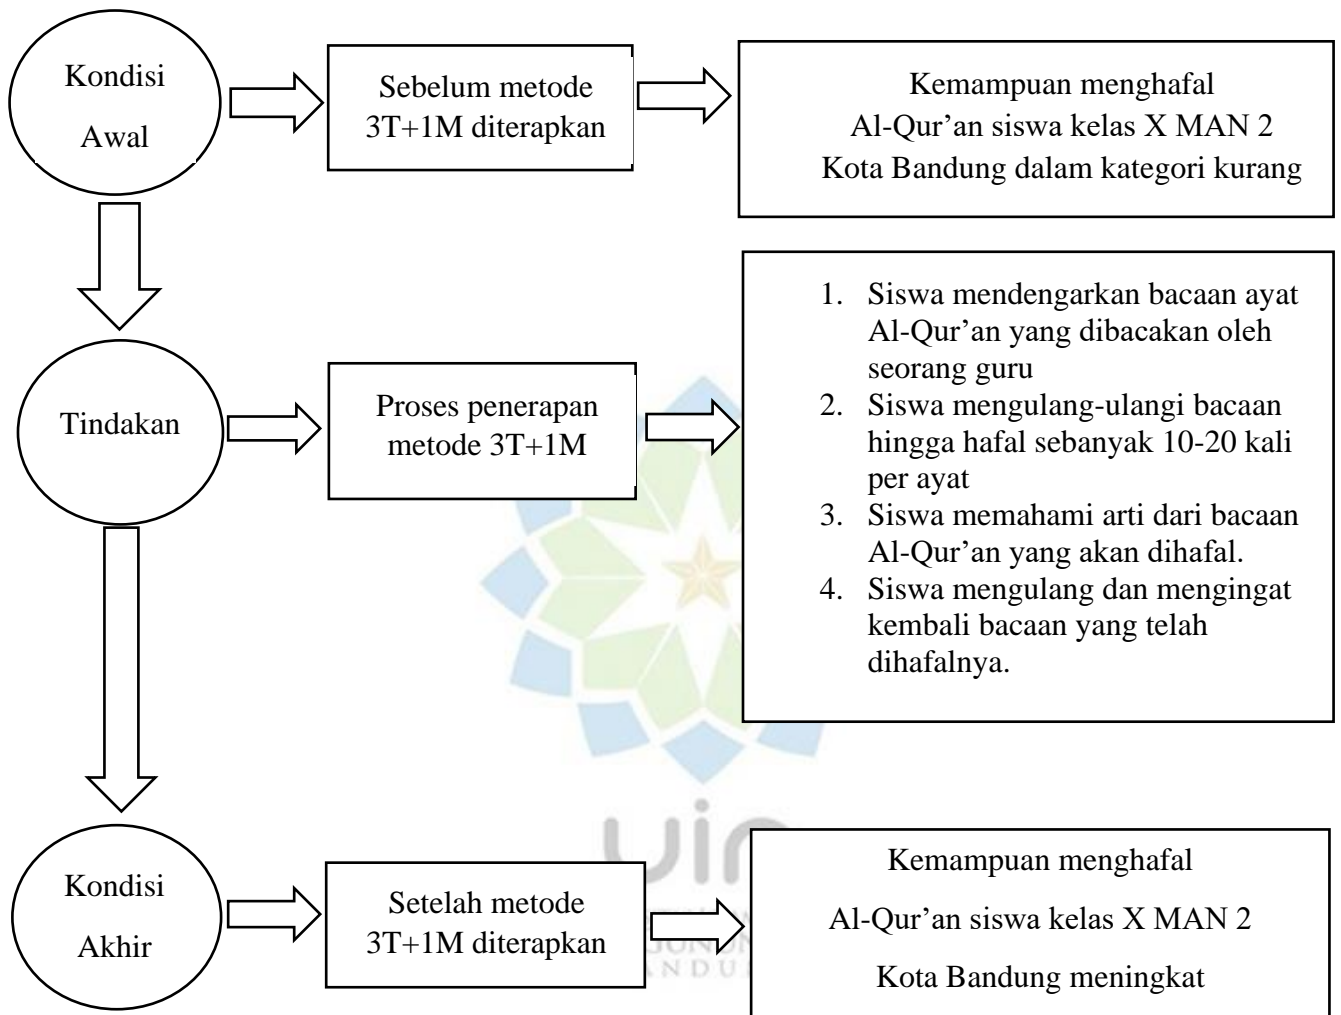 Kondisi
Awal
Sebelum metode
3T+1M diterapkan
Kemampuan menghafal
Al-Qur’an siswa kelas X MAN 2
Kota Bandung dalam kategori kurang
Tindakan
Proses penerapan
metode 3T+1M
1. Siswa mendengarkan bacaan ayat
Al-Qur’an yang dibacakan oleh
seorang guru
2. Siswa mengulang-ulangi bacaan
hingga hafal sebanyak 10-20 kali
per ayat
3. Siswa memahami arti dari bacaan
Al-Qur’an yang akan dihafal.
4. Siswa mengulang dan mengingat
kembali bacaan yang telah
dihafalnya.
Kondisi
Akhir
Setelah metode
3T+1M diterapkan
Kemampuan menghafal
Al-Qur’an siswa kelas X MAN 2
Kota Bandung meningkat